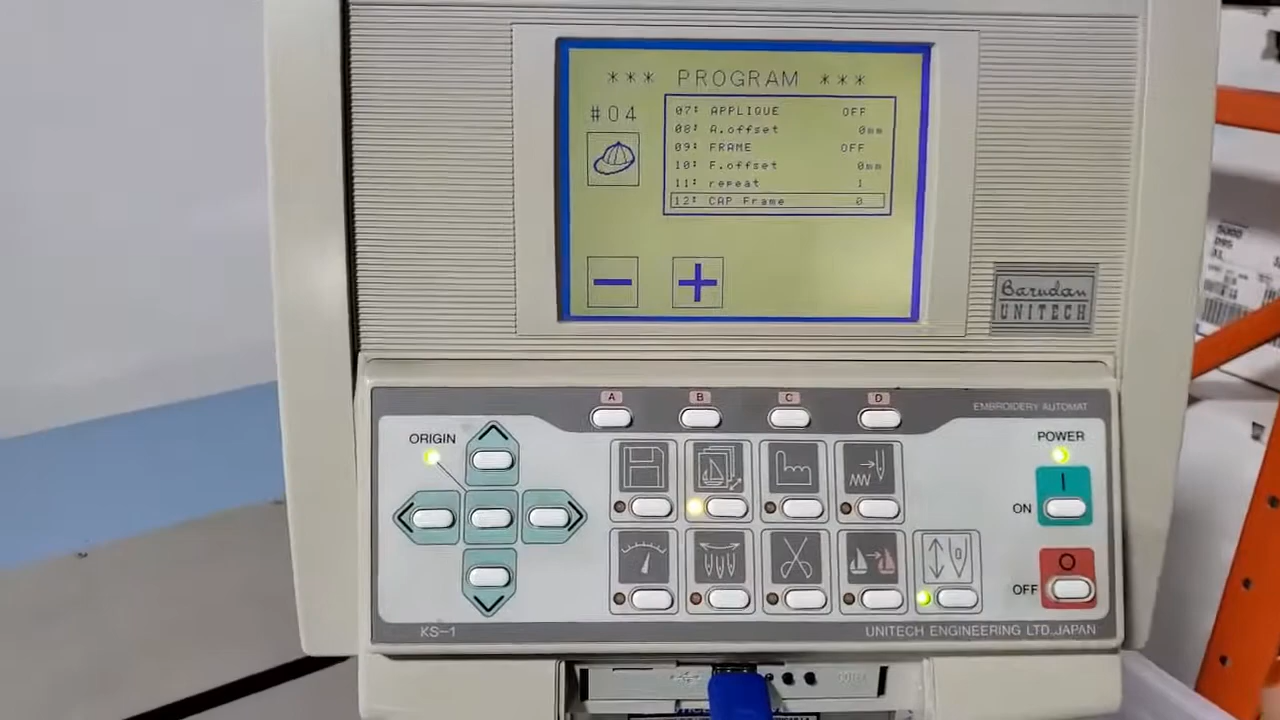 *** PROGRAM ***
#04
07: APPLIQUE OFF
08: A.offset 0mm
09: FRAME OFF
10: F.offset 0mm
11: repeat 1
12: CAP Frame 0
Barudan
UNITECH
A B C D
EMBROIDERY AUTOMAT
ORIGIN
POWER
ON
OFF
KS-1
UNITECH ENGINEERING LTD.JAPAN